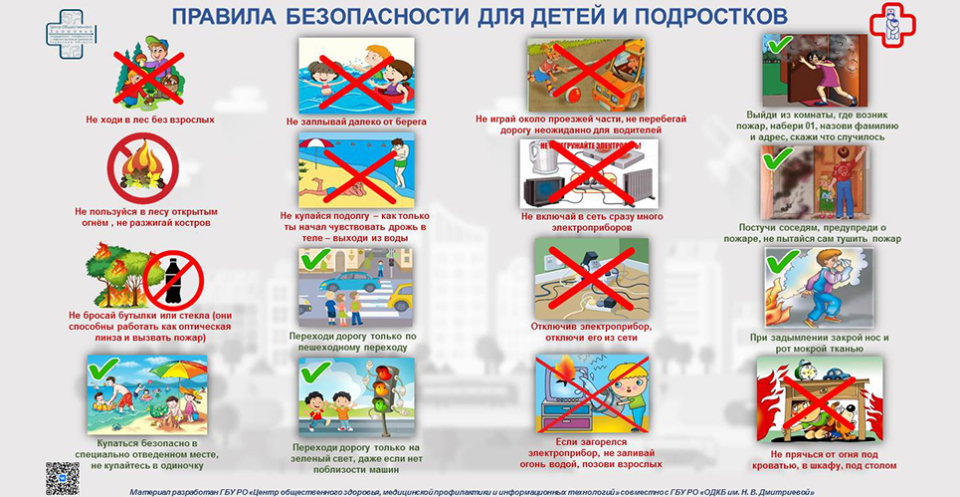 ПРАВИЛА БЕЗОПАСНОСТИ ДЛЯ ДЕТЕЙ И ПОДРОСТКОВ
Не ходи в лес без взрослых
Не пользуйся в лесу открытым
огнём , не разжигай костров
Не бросай бутылки или стекла (они
способны работать как оптическая
линза и вызвать пожар)
Купаться безопасно в
специально отведенном месте,
не купайтесь в одиночку
Не заплывай далеко от берега
Не купайся подолгу – как только
ты начал чувствовать дрожь в
теле – выходи из воды
Переходи дорогу только по
пешеходному переходу
Переходи дорогу только на
зеленый свет, даже если нет
поблизости машин
Не играй около проезжей части, не перебегай
дорогу неожиданно для водителей
НЕ ПЕРЕГРУЖАЙТЕ ЭЛЕКТРОСЕТЬ!
Не включай в сеть сразу много
электроприборов
Отключив электроприбор,
отключи его из сети
Если загорелся
электроприбор, не заливай
огонь водой, позови взрослых
Выйди из комнаты, где возник
пожар, набери 01, назови фамилию
и адрес, скажи что случилось
Постучи соседям, предупреди о
пожаре, не пытайся сам тушить пожар
При задымлении закрой нос и
рот мокрой тканью
Не прячься от огня под
кроватью, в шкафу, под столом
Материал разработан ГБУ РО «Центр общественного здоровья, медицинской профилактики и информационных технологий» совместно с ГБУ РО «ОДКБ им. Н. В. Дмитриевой»